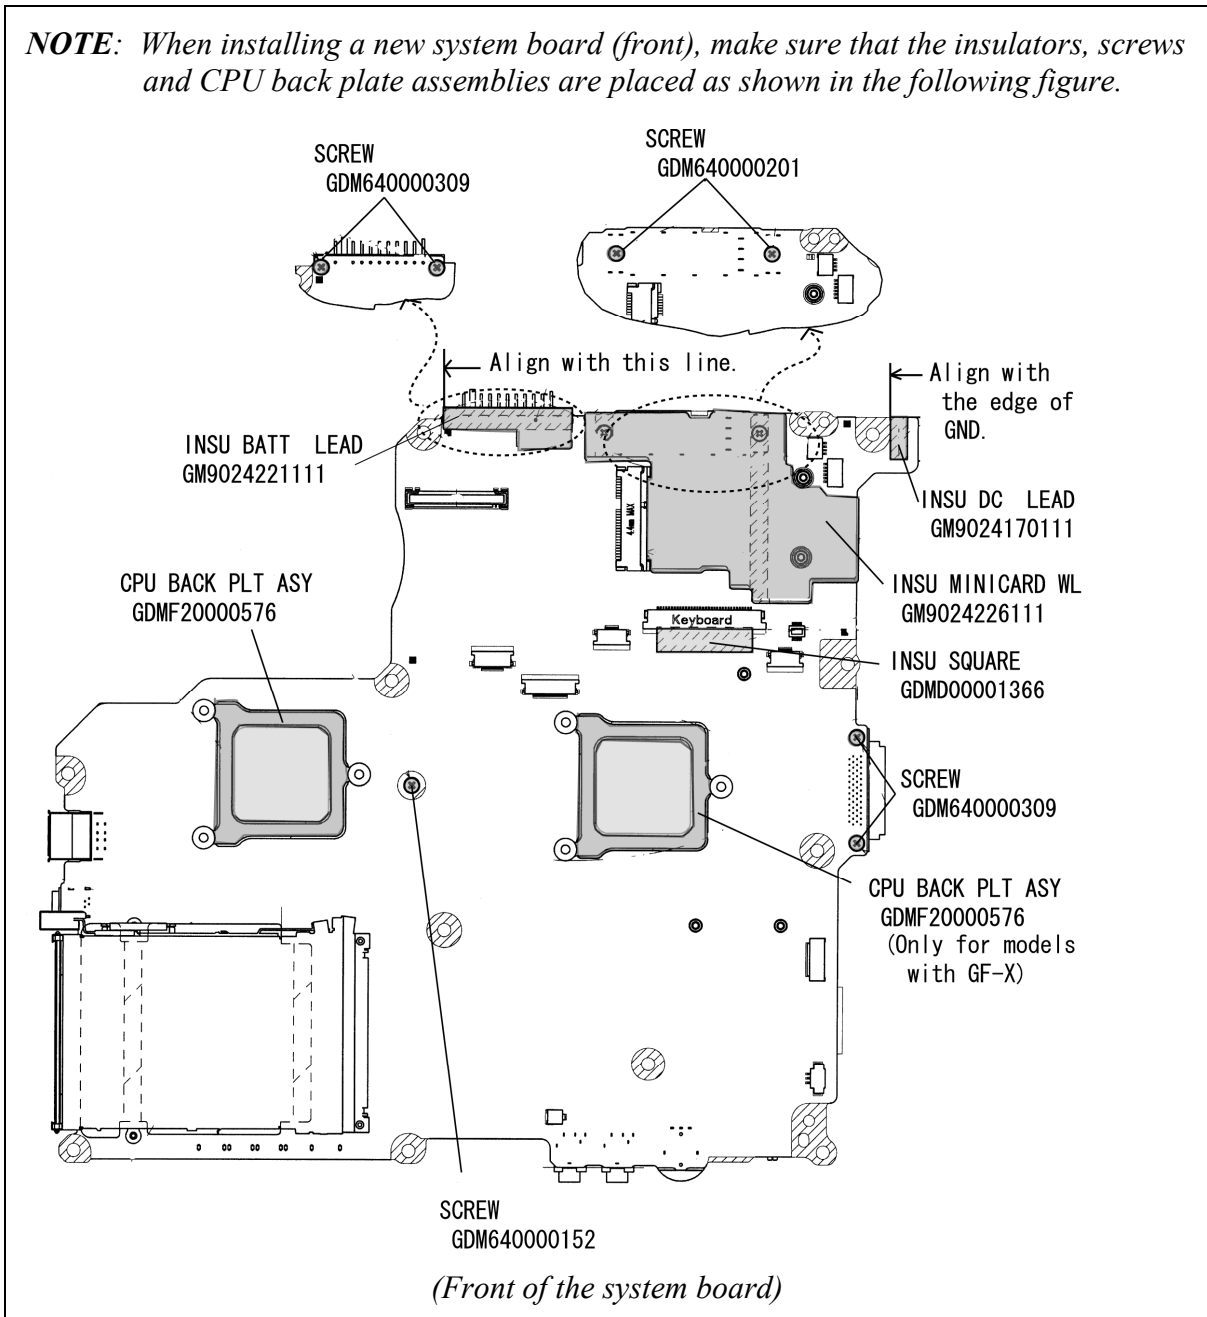 NOTE: When installing a new system board (front), make sure that the insulators, screws
and CPU back plate assemblies are placed as shown in the following figure.
SCREW
GDM640000309
SCREW
GDM640000201
Align with this line.
Align with
the edge of
GND.
INSU BATT LEAD
GM9024221111
INSU DC LEAD
GM9024170111
4.4mm MAX
CPU BACK PLT ASY
GDMF20000576
INSU MINICARD WL
GM9024226111
Keyboard
INSU SQUARE
GDMD00001366
SCREW
GDM640000309
CPU BACK PLT ASY
GDMF20000576
(Only for models
with GF-X)
SCREW
GDM640000152
(Front of the system board)